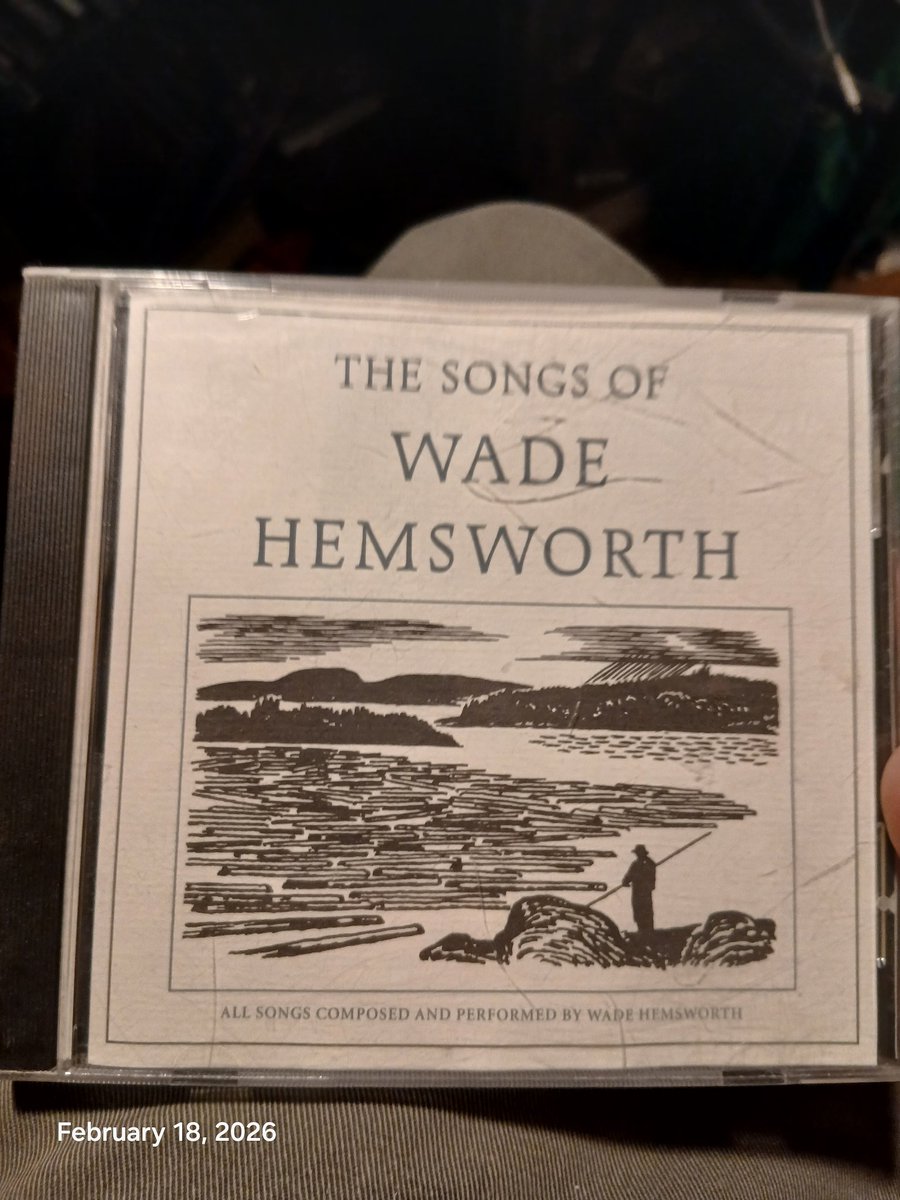 THE SONGS OF
WADE
HEMSWORTH
ALL SONGS COMPOSED AND PERFORMED BY WADE HEMSWORTH
February 18, 2026